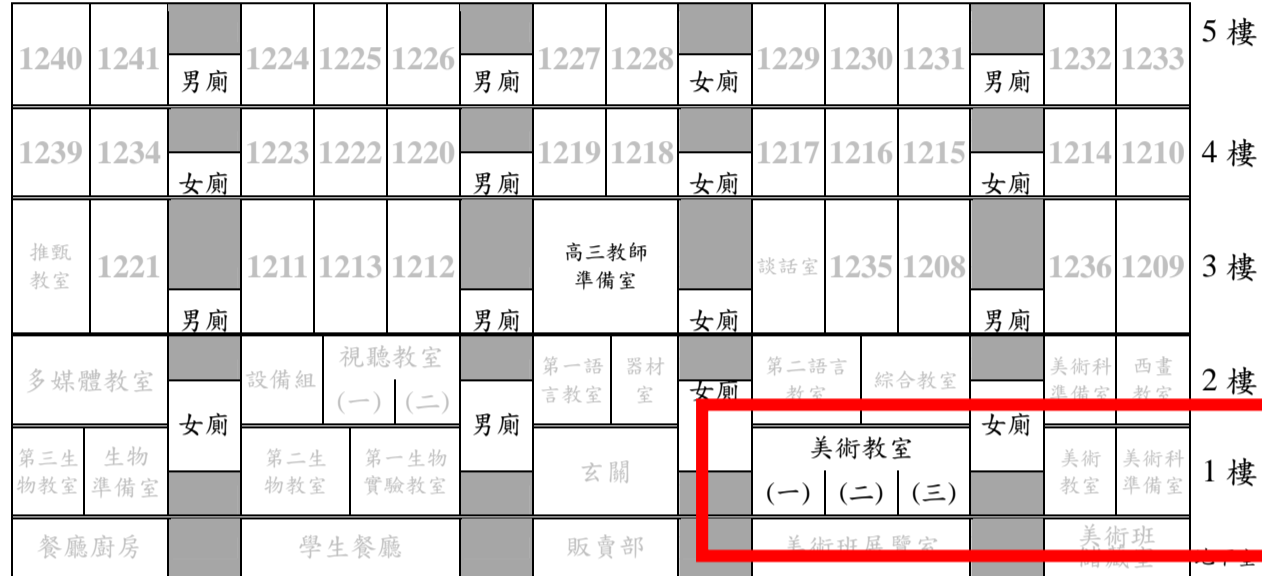 1240 1241 1224 1225 1226 1227 1228 1229 1230 1231 1232 1233 5 樓
男廁 男廁 女廁 男廁
1239 1234 1223 1222 1220 1219 1218 1217 1216 1215 1214 1210 4 樓
女廁 男廁 女廁 女廁
推甄
教室
1221 1211 1213 1212
高三教師
準備室
談話室 1235 1208 1236 1209 3 樓
男廁 男廁 女廁 男廁
多媒體教室
設備組
視聽教室
(一) (二)
第一語
言教室
器材
室
第二語言
教室
綜合教室
美術科
準備室
西畫
教室
2 樓
女廁 男廁 女廁 女廁
第三生
物教室
生物
準備室
第二生
物教室
第一生物
實驗教室
玄關
美術教室
(一) (二) (三)
美術
教室
美術科
準備室
1 樓
餐廳廚房 學生餐廳 販賣部 美術班展覽室
美術班
儲藏室